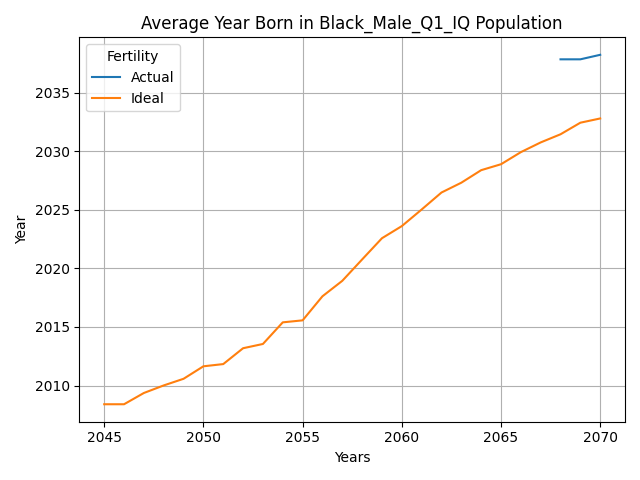 Average Year Born in Black_Male_Q1_IQ Population
Fertility
Actual
Ideal
2035
2030
2025
2020
2015
2010
Year
2045 2050 2055 2060 2065 2070
Years